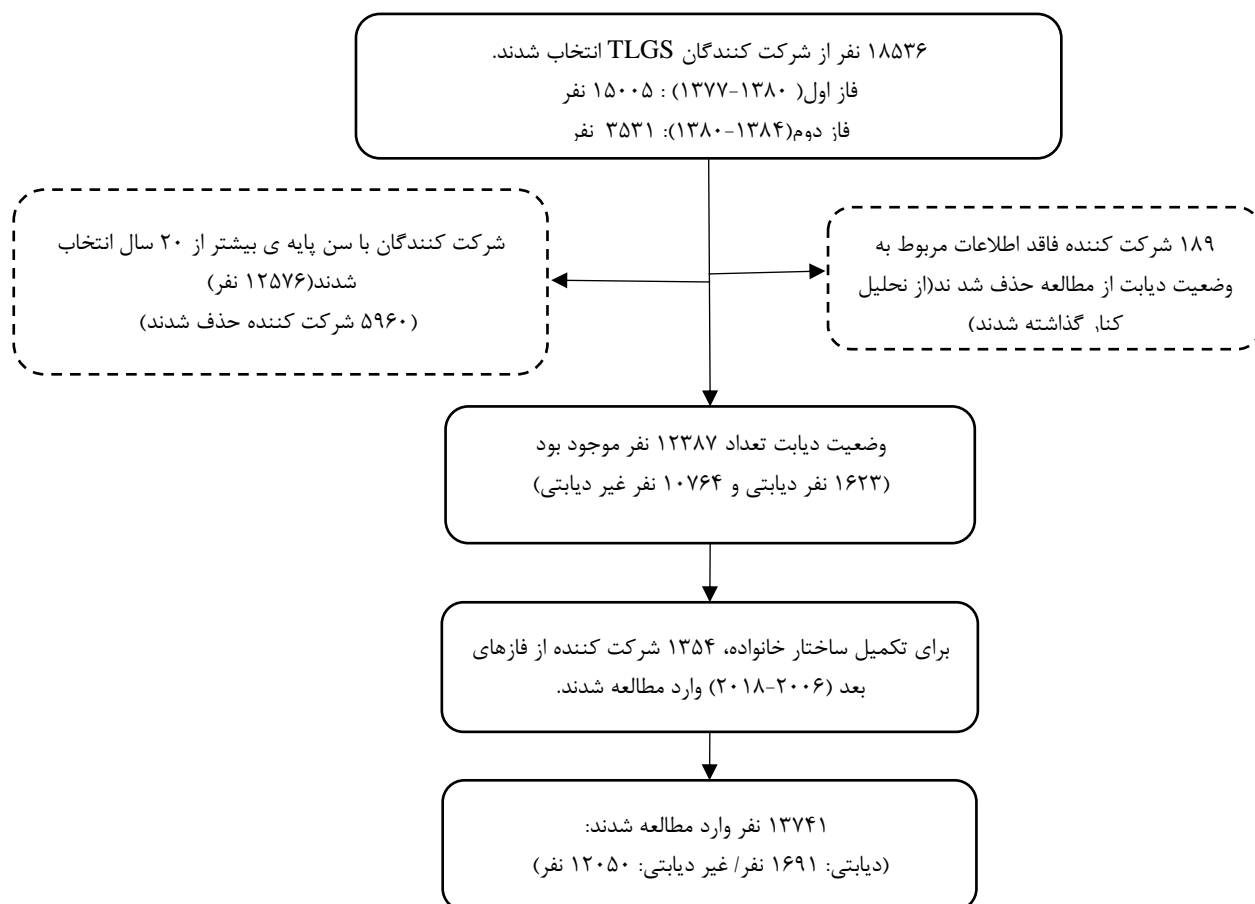 ۱۸۵۳۶ نفر از شرکت کنندگان TLGS انتخاب شدند.
فاز اول( ۱۳۸۰-۱۳۷۷) : ۱۵۰۰۵ نفر
فاز دوم(۱۳۸۴-۱۳۸۰): ۳۵۳۱ نفر
شرکت کنندگان با سن پایه ی بیشتر از ۲۰ سال انتخاب
شدند(۱۲۵۷۶ نفر)
(۵۹۶۰ شرکت کننده حذف شدند)
۱۸۹ شرکت کننده فاقد اطلاعات مربوط به
وضعیت دیابت از مطالعه حذف شد ند(از نحلیل
کنار گذاشته شدند)
وضعیت دیابت تعداد ۱۲۳۸۷ نفر موجود بود
(۱۶۲۳ نفر دیابتی و ۱۰۷۶۴ نفر غیر دیابتی)
برای تکمیل ساختار خانواده، ۱۳۵۴ شرکت کننده از فازهای
بعد (۲۰۰۶-۲۰۱۸) وارد مطالعه شدند.
۱۳۷۴۱ نفر وارد مطالعه شدند:
(دیابتی: ۱۶۹۱ نفر/ غیر دیابتی: ۱۲۰۵۰ نفر)